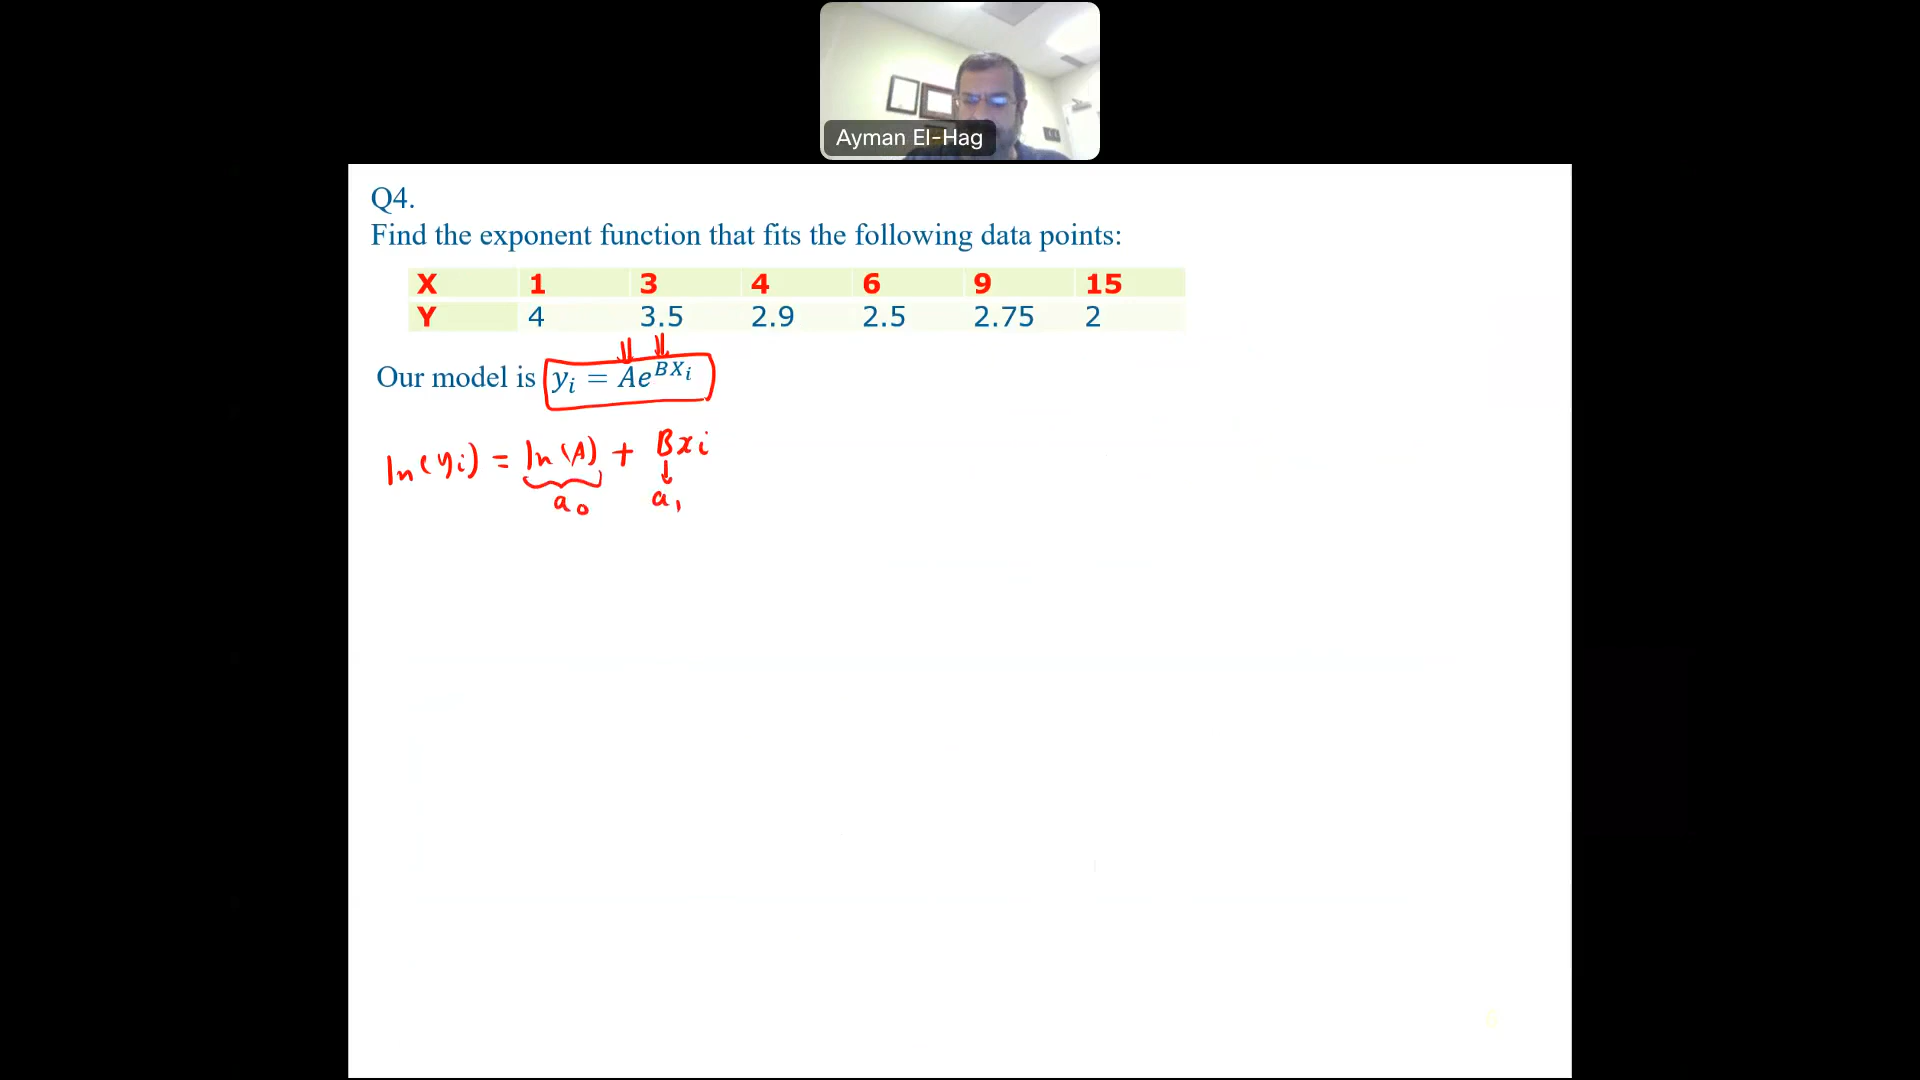 Ayman El-Hag
Q4.
Find the exponent function that fits the following data points:
X 1 3 4 6 9 15
Y 4 3.5 2.9 2.5 2.75 2
Our model is yᵢ = Ae^{BXᵢ}
ln(yi) = ln(A) + Bxi
a₀ a₁
6